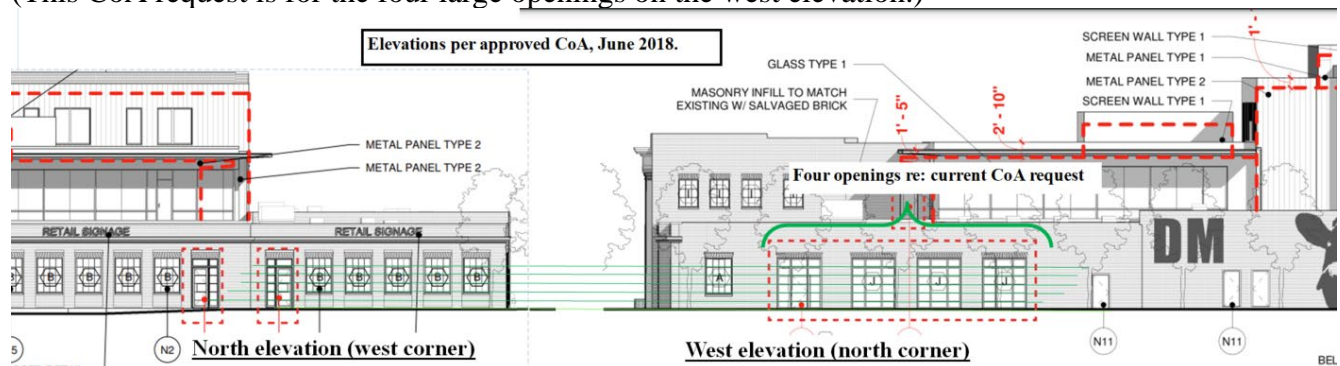 (This CoA request is for the four large openings on the west elevation.)
Elevations per approved CoA, June 2018.
METAL PANEL TYPE 2
METAL PANEL TYPE 2
RETAIL SIGNAGE
RETAIL SIGNAGE
B
B
B
B
B
B
B
B
B
N2
North elevation (west corner)
SCREEN WALL TYPE 1
METAL PANEL TYPE 1
METAL PANEL TYPE 2
SCREEN WALL TYPE 1
GLASS TYPE 1
MASONRY INFILL TO MATCH
EXISTING W/ SALVAGED BRICK
1' - 5"
2' - 10"
1'
Four openings re: current CoA request
DM
A
J
J
J
N11
N11
West elevation (north corner)
BEL